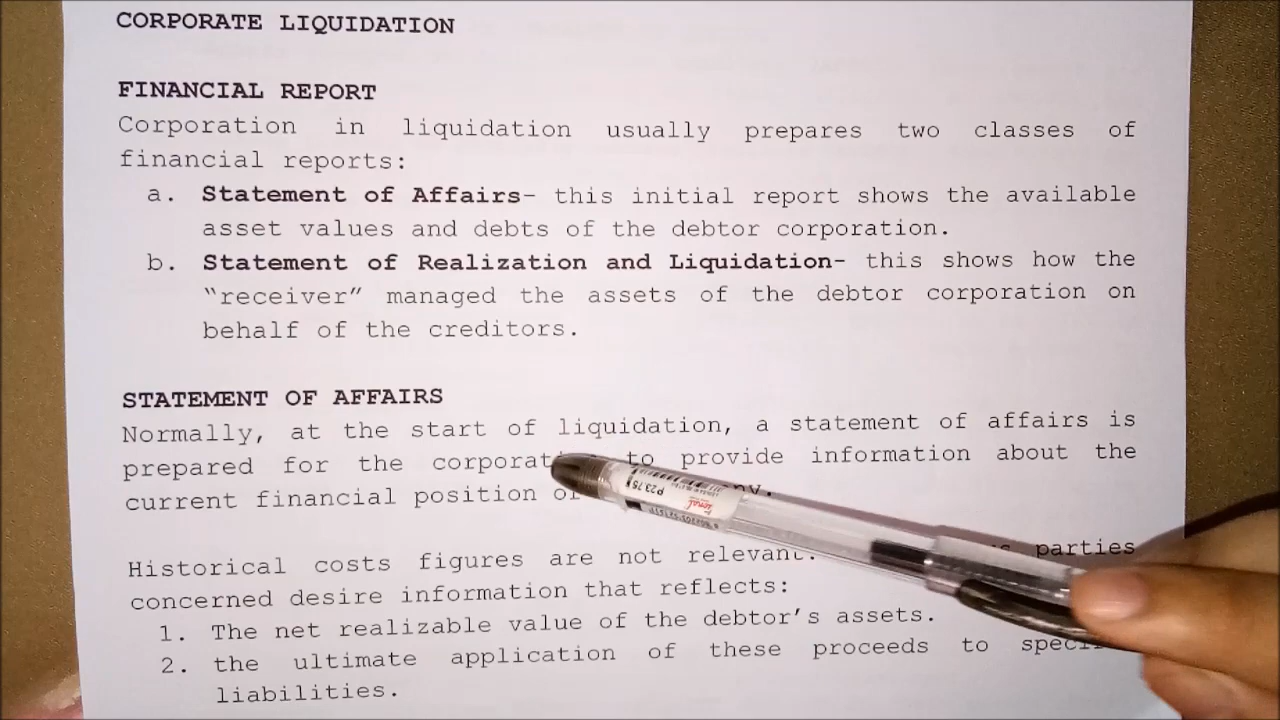 CORPORATE LIQUIDATION
FINANCIAL REPORT
Corporation in liquidation usually prepares two classes of
financial reports:
a. Statement of Affairs- this initial report shows the available
asset values and debts of the debtor corporation.
b. Statement of Realization and Liquidation- this shows how the
“receiver” managed the assets of the debtor corporation on
behalf of the creditors.
STATEMENT OF AFFAIRS
Normally, at the start of liquidation, a statement of affairs is
prepared for the to provide information about the
current financial position
Historical costs figures are not relevant. parties
concerned desire information that reflects:
1. The net realizable value of the debtor’s assets.
2. the ultimate application of these proceeds to
liabilities.
P23.75